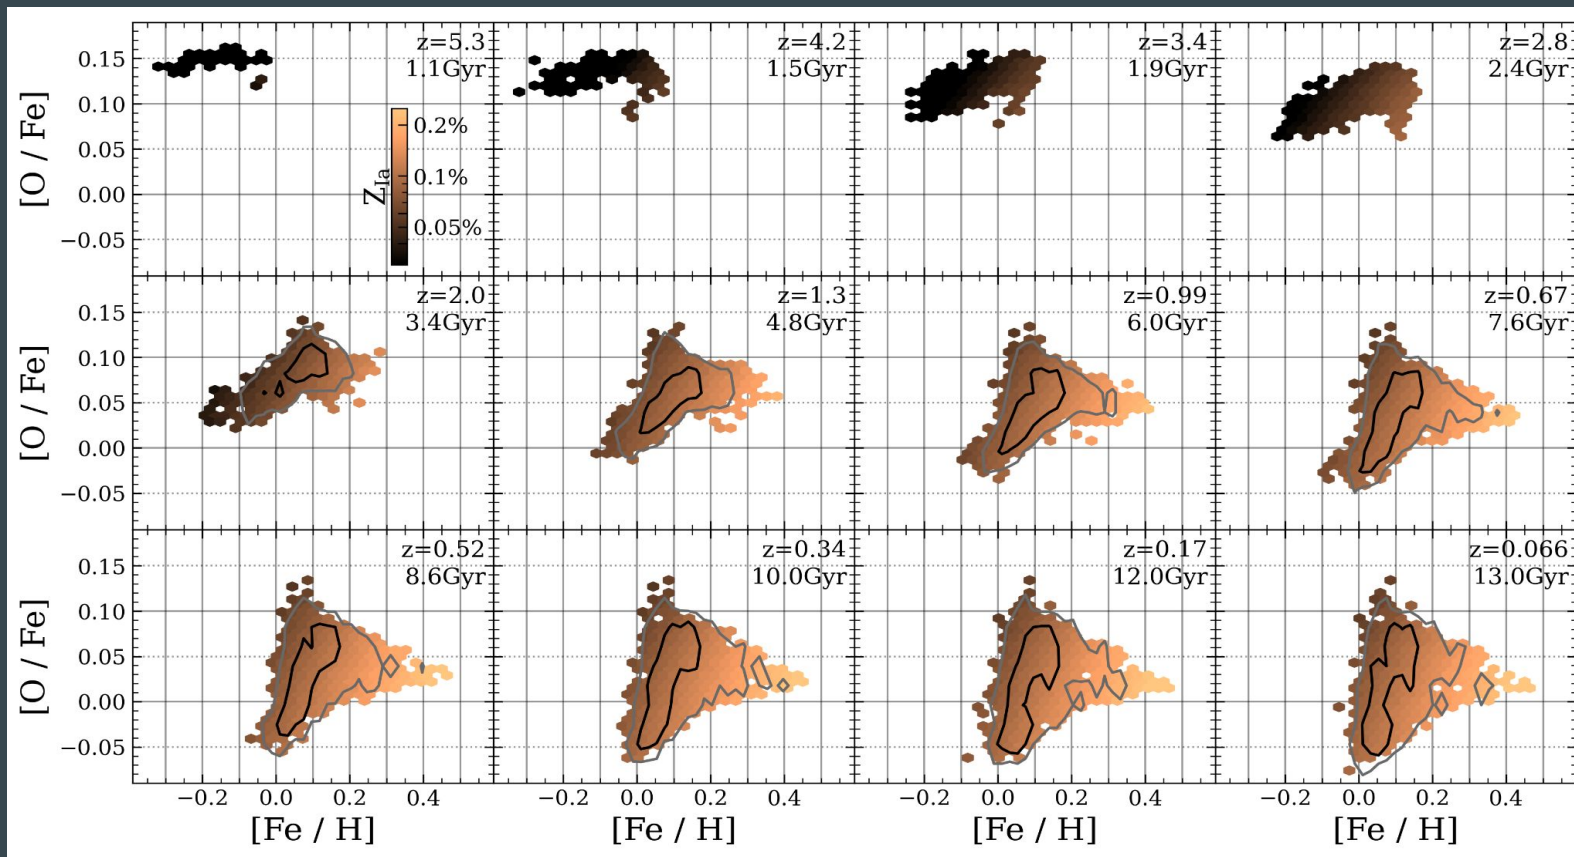 z=5.3
1.1Gyr
z=4.2
1.5Gyr
z=3.4
1.9Gyr
z=2.8
2.4Gyr
0.15
0.10
0.05
0.00
−0.05
[O / Fe]
Z_Ia
0.2%
0.1%
0.05%
z=2.0
3.4Gyr
z=1.3
4.8Gyr
z=0.99
6.0Gyr
z=0.67
7.6Gyr
0.15
0.10
0.05
0.00
−0.05
[O / Fe]
z=0.52
8.6Gyr
z=0.34
10.0Gyr
z=0.17
12.0Gyr
z=0.066
13.0Gyr
0.15
0.10
0.05
0.00
−0.05
[O / Fe]
−0.2 0.0 0.2 0.4
−0.2 0.0 0.2 0.4
−0.2 0.0 0.2 0.4
−0.2 0.0 0.2 0.4
[Fe / H]
[Fe / H]
[Fe / H]
[Fe / H]